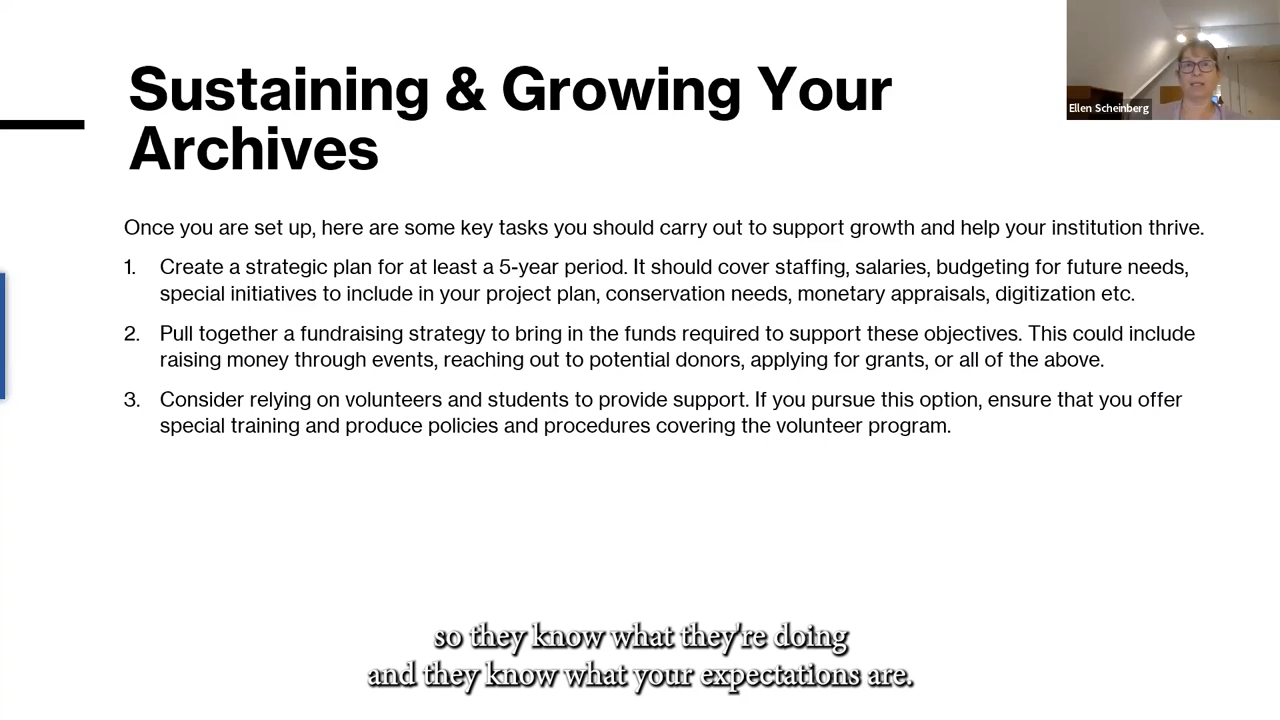 Sustaining & Growing Your
Archives
Ellen Scheinberg
Once you are set up, here are some key tasks you should carry out to support growth and help your institution thrive.
1. Create a strategic plan for at least a 5-year period. It should cover staffing, salaries, budgeting for future needs,
special initiatives to include in your project plan, conservation needs, monetary appraisals, digitization etc.
2. Pull together a fundraising strategy to bring in the funds required to support these objectives. This could include
raising money through events, reaching out to potential donors, applying for grants, or all of the above.
3. Consider relying on volunteers and students to provide support. If you pursue this option, ensure that you offer
special training and produce policies and procedures covering the volunteer program.
so they know what they're doing
and they know what your expectations are.